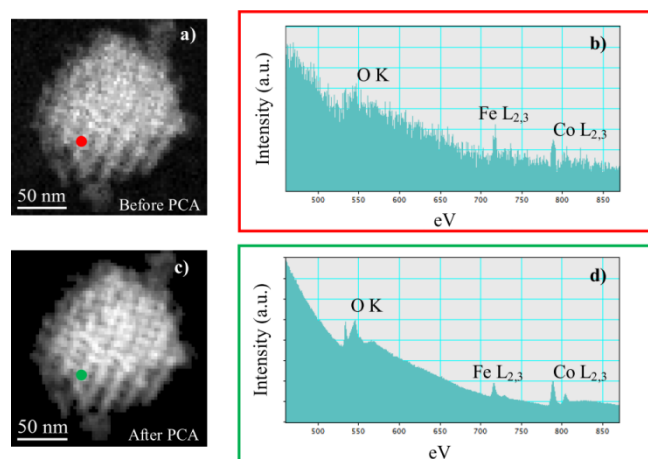 a)
50 nm
Before PCA
b)
Intensity (a.u.)
O K
Fe L2,3
Co L2,3
500 550 600 650 700 750 800 850
eV
c)
50 nm
After PCA
d)
Intensity (a.u.)
O K
Fe L2,3
Co L2,3
500 550 600 650 700 750 800 850
eV